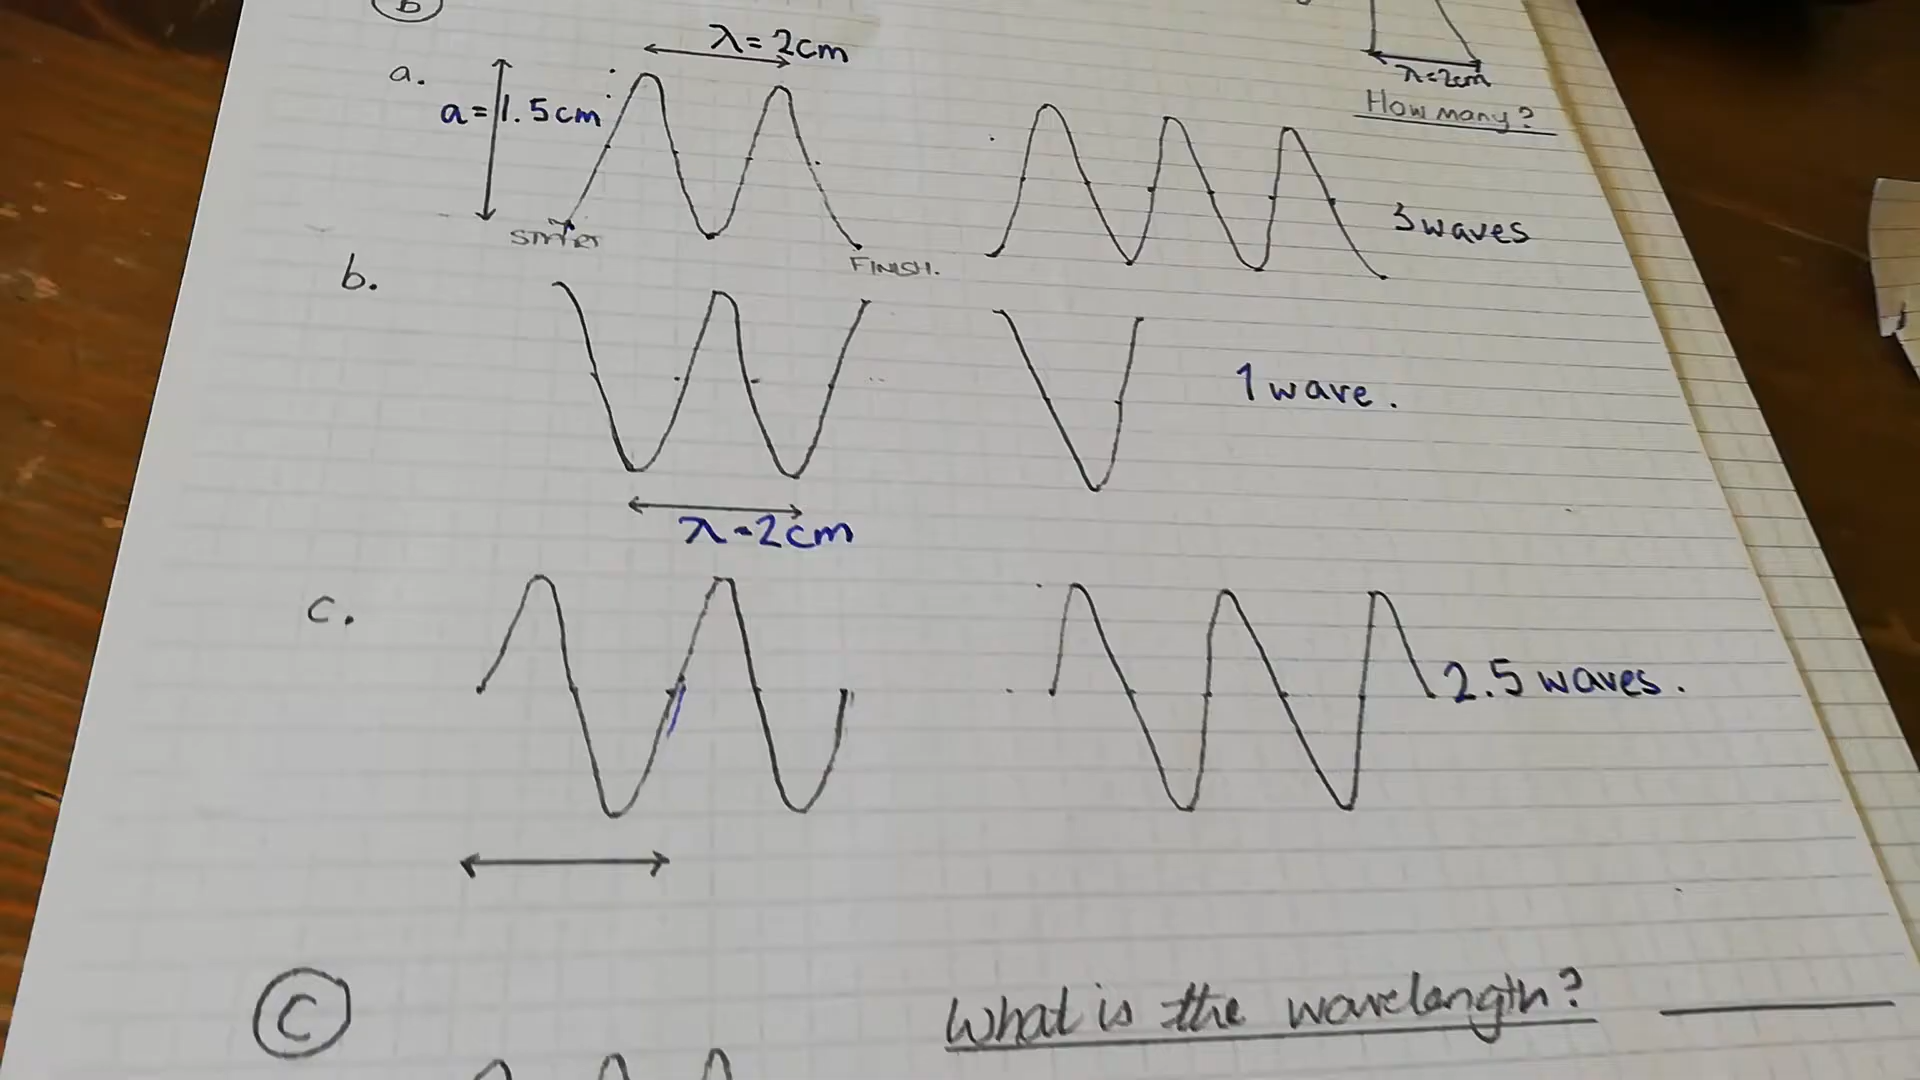 b
λ = 2cm
a.
a = 1.5cm
λ = 2cm
How many?
START
FINISH.
3 waves
b.
1 wave.
λ = 2cm
c.
2.5 waves.
C
What is the wavelength?